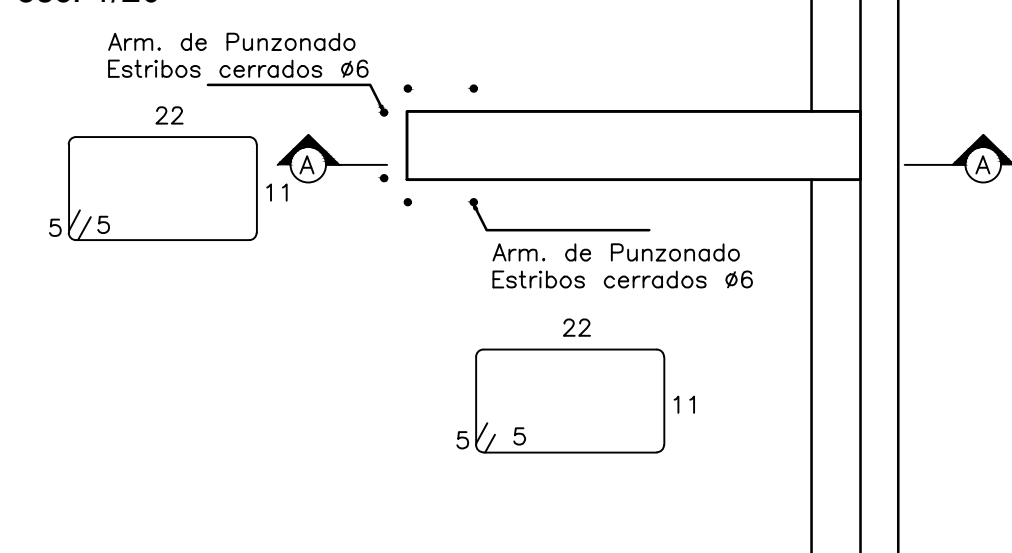 Arm. de Punzonado
Estribos cerrados ø6
22
11
5 5
A
A
Arm. de Punzonado
Estribos cerrados ø6
22
11
5 5